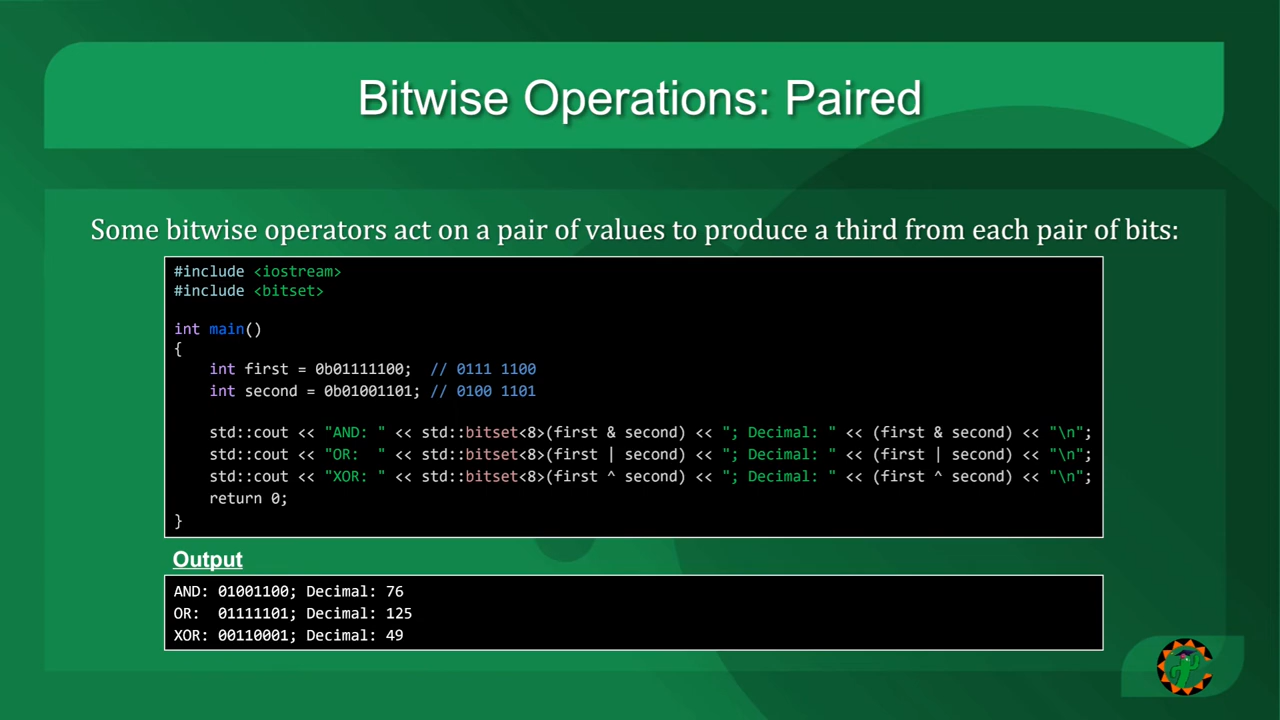 Bitwise Operations: Paired
Some bitwise operators act on a pair of values to produce a third from each pair of bits:
#include <iostream>
#include <bitset>
int main()
{
    int first = 0b01111100;  // 0111 1100
    int second = 0b01001101; // 0100 1101
    std::cout << "AND: " << std::bitset<8>(first & second) << "; Decimal: " << (first & second) << "\n";
    std::cout << "OR:  " << std::bitset<8>(first | second) << "; Decimal: " << (first | second) << "\n";
    std::cout << "XOR: " << std::bitset<8>(first ^ second) << "; Decimal: " << (first ^ second) << "\n";
    return 0;
}
Output
AND: 01001100; Decimal: 76
OR:  01111101; Decimal: 125
XOR: 00110001; Decimal: 49